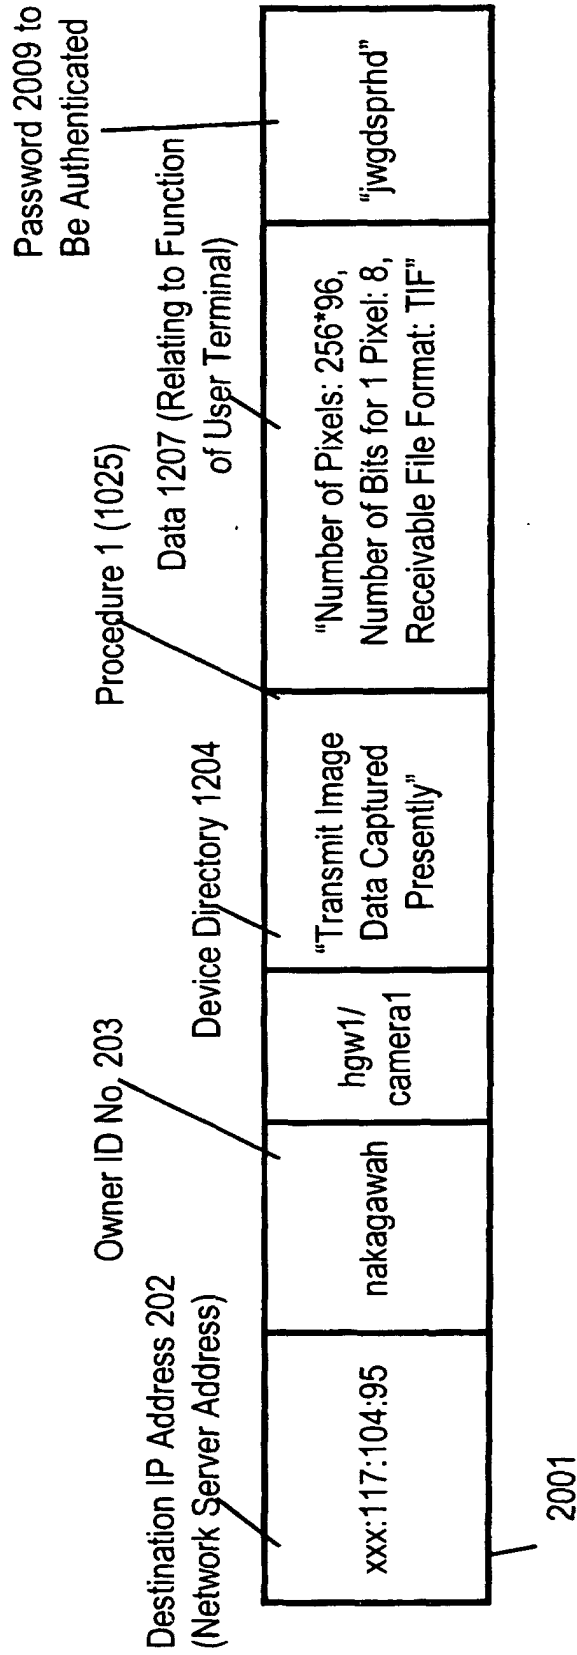 Destination IP Address 202
(Network Server Address)
Owner ID No. 203
Device Directory 1204
Procedure 1 (1025)
Data 1207 (Relating to Function
of User Terminal)
Password 2009 to
Be Authenticated
xxx:117:104:95
nakagawah
hgw1/
camera1
“Transmit Image
Data Captured
Presently”
“Number of Pixels: 256*96,
Number of Bits for 1 Pixel: 8,
Receivable File Format: TIF”
“jwgdsprhd”
2001